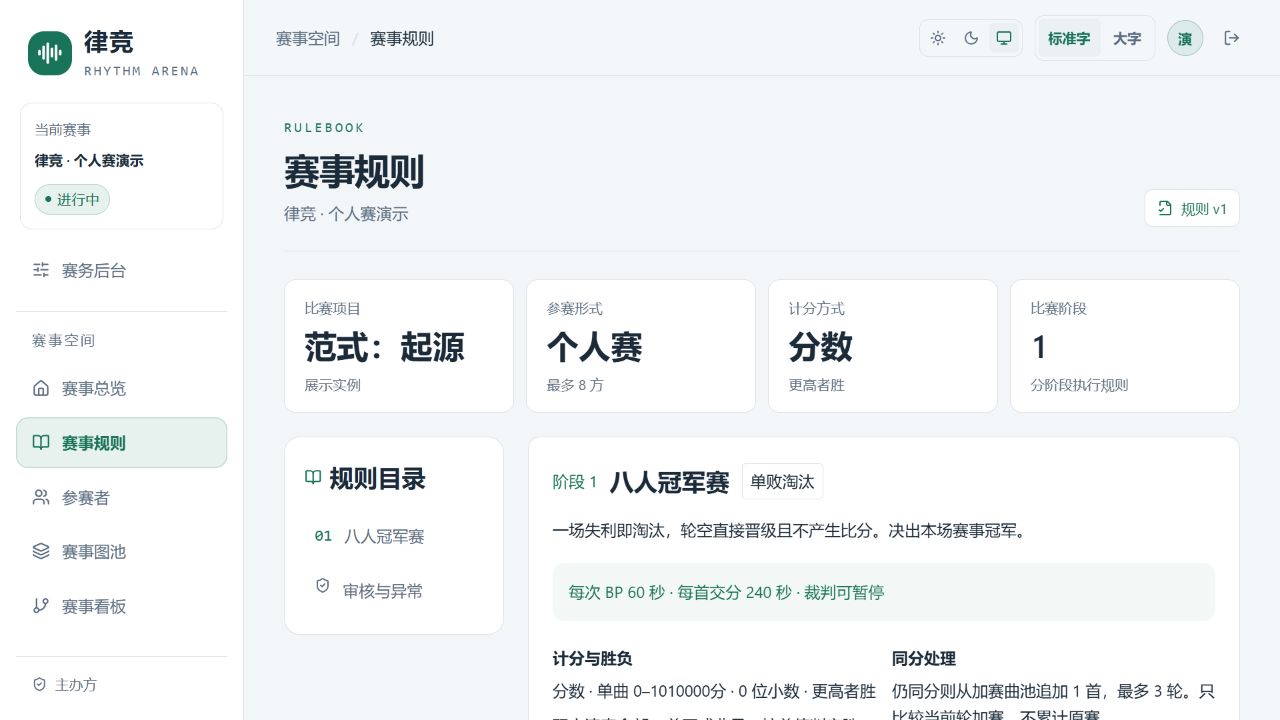 律竞
RHYTHM ARENA
当前赛事
律竞 · 个人赛演示
进行中
赛务后台
赛事空间
赛事总览
赛事规则
参赛者
赛事图池
赛事看板
主办方
赛事空间 / 赛事规则
标准字 大字 演
RULEBOOK
赛事规则
律竞 · 个人赛演示
规则 v1
比赛项目
范式：起源
展示实例
参赛形式
个人赛
最多 8 方
计分方式
分数
更高者胜
比赛阶段
1
分阶段执行规则
规则目录
01 八人冠军赛
审核与异常
阶段 1 八人冠军赛 单败淘汰
一场失利即淘汰，轮空直接晋级且不产生比分。决出本场赛事冠军。
每次 BP 60 秒 · 每首交分 240 秒 · 裁判可暂停
计分与胜负
分数 · 单曲 0–1010000分 · 0 位小数 · 更高者胜
同分处理
仍同分则从加赛曲池追加 1 首，最多 3 轮。只
比较当前轮加赛，不累计原赛